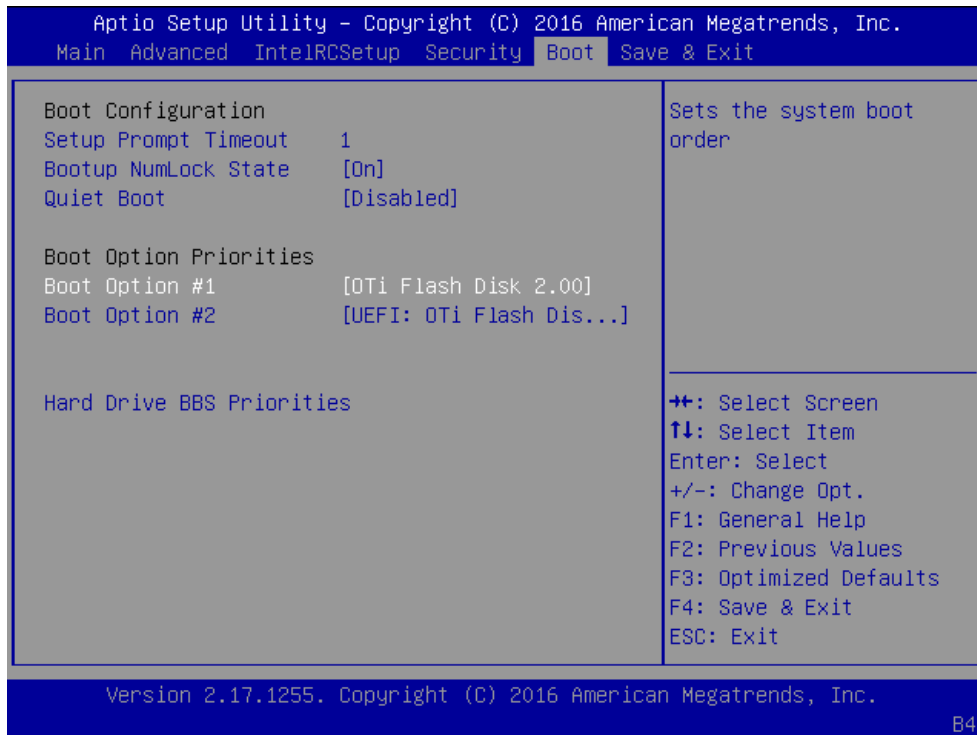 Aptio Setup Utility – Copyright (C) 2016 American Megatrends, Inc.
Main Advanced IntelRCSetup Security Boot Save & Exit
Boot Configuration
Setup Prompt Timeout 1
Bootup NumLock State [On]
Quiet Boot [Disabled]
Boot Option Priorities
Boot Option #1 [OTi Flash Disk 2.00]
Boot Option #2 [UEFI: OTi Flash Dis...]
Hard Drive BBS Priorities
Sets the system boot
order
→←: Select Screen
↑↓: Select Item
Enter: Select
+/-: Change Opt.
F1: General Help
F2: Previous Values
F3: Optimized Defaults
F4: Save & Exit
ESC: Exit
Version 2.17.1255. Copyright (C) 2016 American Megatrends, Inc.
B4